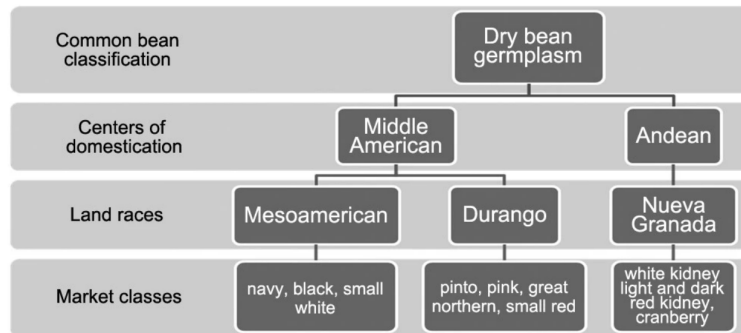 Common bean
classification
Dry bean
germplasm
Centers of
domestication
Middle
American
Andean
Land races
Mesoamerican
Durango
Nueva
Granada
Market classes
navy, black, small
white
pinto, pink, great
northern, small red
white kidney
light and dark
red kidney,
cranberry